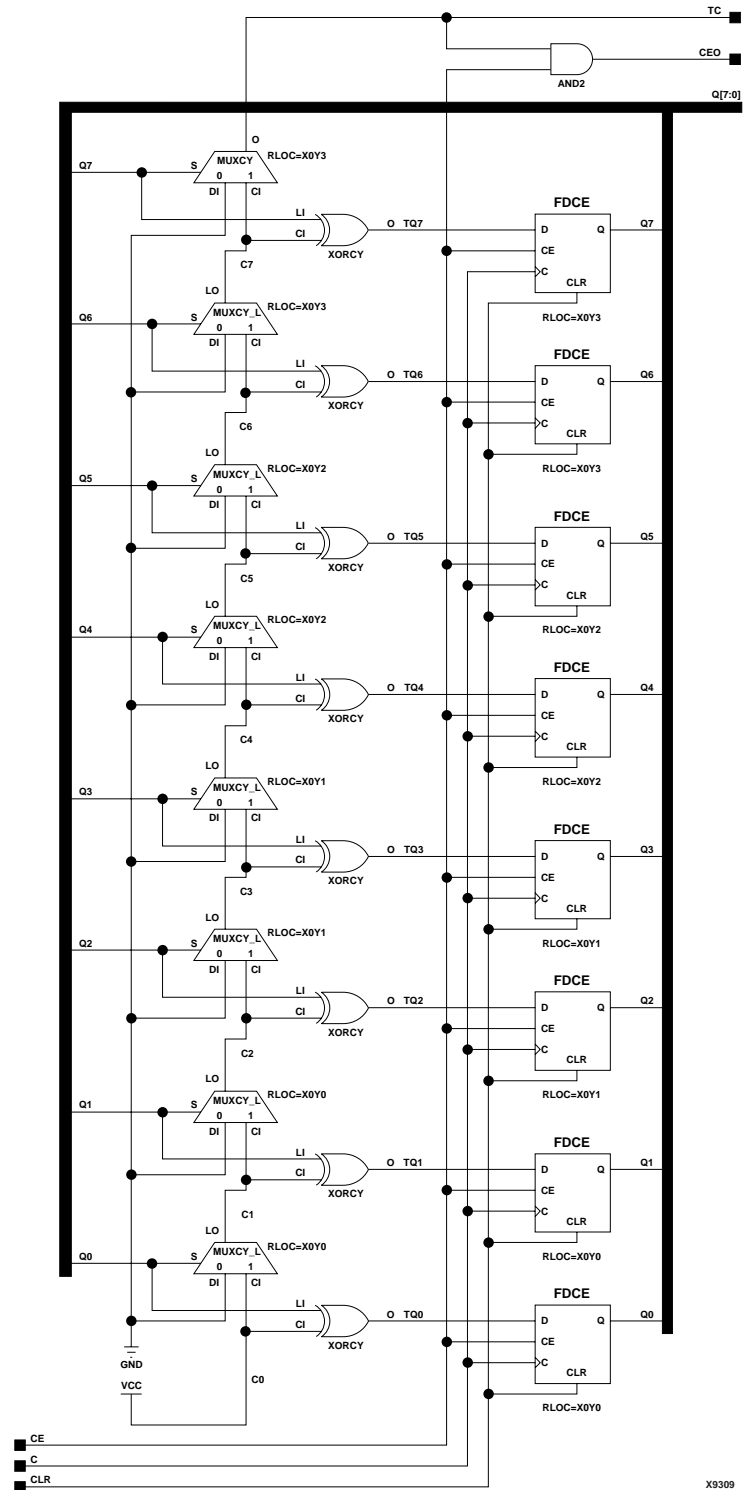 TC
CEO
AND2
Q[7:0]
O
Q7 S MUXCY RLOC=X0Y3
0 1
DI CI
LI
CI
XORCY
O TQ7
FDCE
D Q Q7
CE
C
CLR
RLOC=X0Y3
C7
LO
Q6 S MUXCY_L RLOC=X0Y3
0 1
DI CI
LI
CI
XORCY
O TQ6
FDCE
D Q Q6
CE
C
CLR
RLOC=X0Y3
C6
LO
Q5 S MUXCY_L RLOC=X0Y2
0 1
DI CI
LI
CI
XORCY
O TQ5
FDCE
D Q Q5
CE
C
CLR
RLOC=X0Y2
C5
LO
Q4 S MUXCY_L RLOC=X0Y2
0 1
DI CI
LI
CI
XORCY
O TQ4
FDCE
D Q Q4
CE
C
CLR
RLOC=X0Y2
C4
LO
Q3 S MUXCY_L RLOC=X0Y1
0 1
DI CI
LI
CI
XORCY
O TQ3
FDCE
D Q Q3
CE
C
CLR
RLOC=X0Y1
C3
LO
Q2 S MUXCY_L RLOC=X0Y1
0 1
DI CI
LI
CI
XORCY
O TQ2
FDCE
D Q Q2
CE
C
CLR
RLOC=X0Y1
C2
LO
Q1 S MUXCY_L RLOC=X0Y0
0 1
DI CI
LI
CI
XORCY
O TQ1
FDCE
D Q Q1
CE
C
CLR
RLOC=X0Y0
C1
LO
Q0 S MUXCY_L RLOC=X0Y0
0 1
DI CI
LI
CI
XORCY
O TQ0
FDCE
D Q Q0
CE
C
CLR
RLOC=X0Y0
GND
VCC
C0
CE
C
CLR
X9309